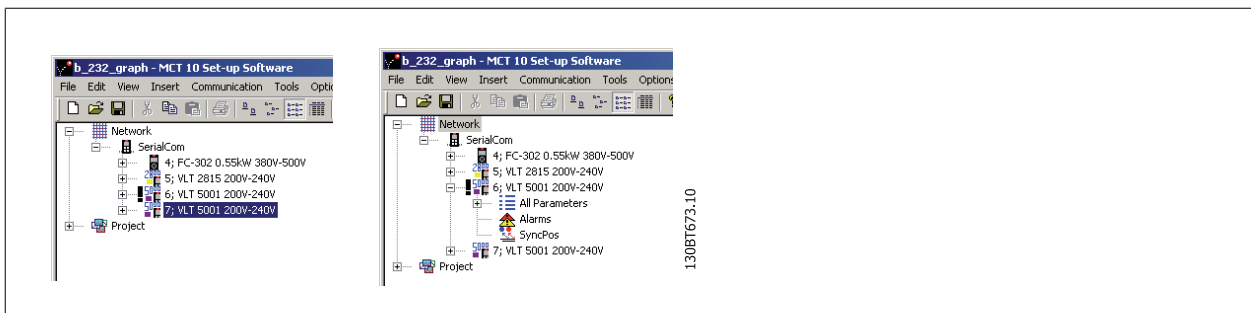 b_232_graph - MCT 10 Set-up Software
File Edit View Insert Communication Tools Optic
Network
SerialCom
4; FC-302 0.55kW 380V-500V
5; VLT 2815 200V-240V
6; VLT 5001 200V-240V
7; VLT 5001 200V-240V
Project
b_232_graph - MCT 10 Set-up Software
File Edit View Insert Communication Tools Options
Network
SerialCom
4; FC-302 0.55kW 380V-500V
5; VLT 2815 200V-240V
6; VLT 5001 200V-240V
All Parameters
Alarms
SyncPos
7; VLT 5001 200V-240V
Project
130BT673.10